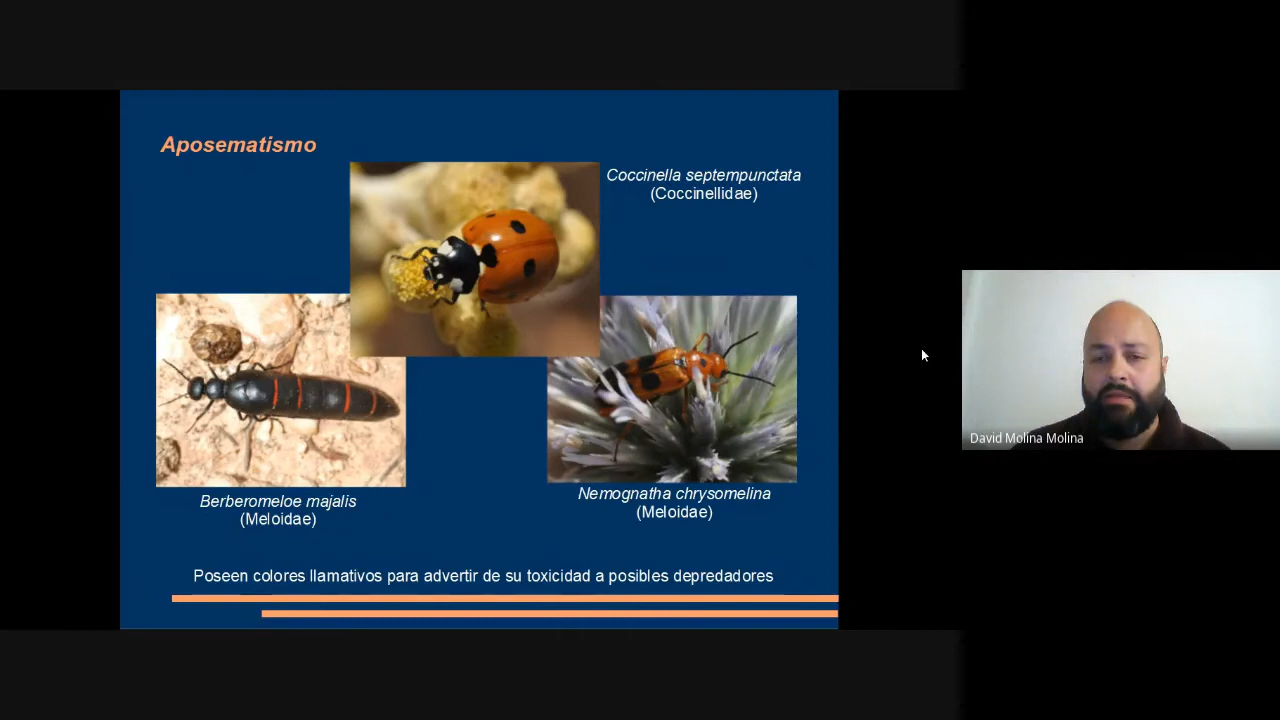 Aposematismo
Coccinella septempunctata
(Coccinellidae)
Berberomeloe majalis
(Meloidae)
Nemognatha chrysomelina
(Meloidae)
Poseen colores llamativos para advertir de su toxicidad a posibles depredadores
David Molina Molina